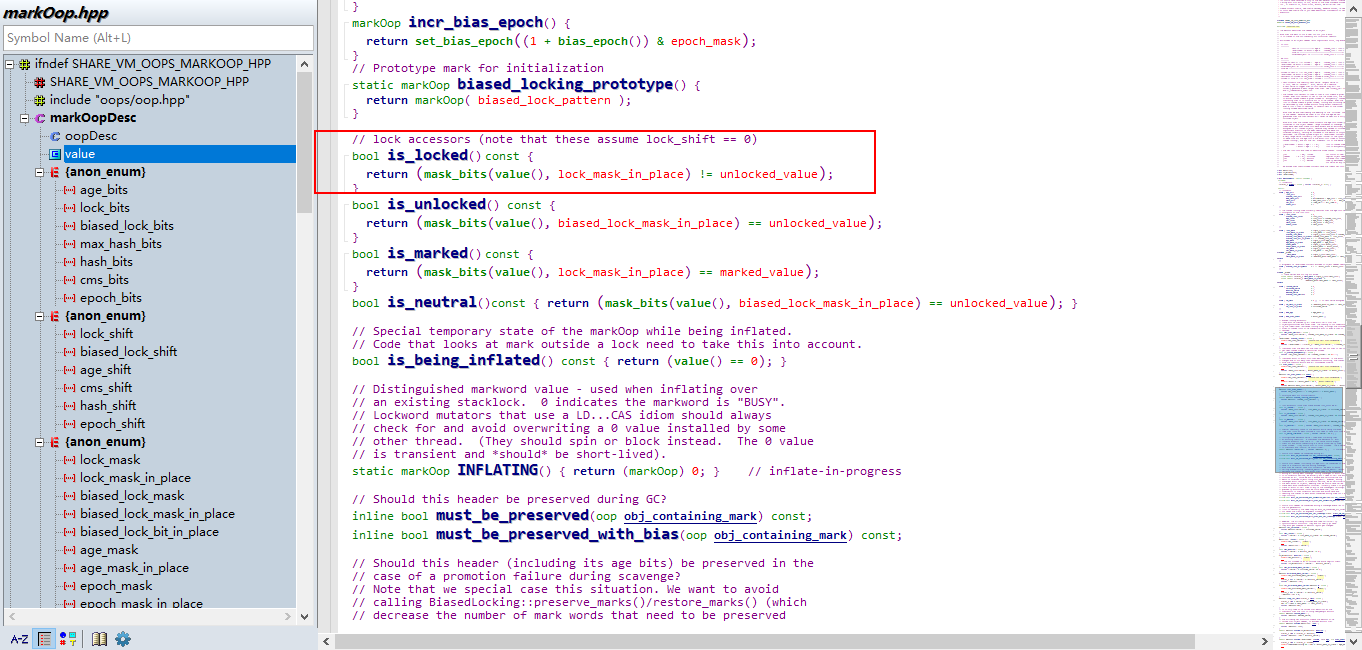 markOop.hpp
Symbol Name (Alt+L)
ifndef SHARE_VM_OOPS_MARKOOP_HPP
SHARE_VM_OOPS_MARKOOP_HPP
include "oops/oop.hpp"
markOopDesc
oopDesc
value
{anon_enum}
age_bits
lock_bits
biased_lock_bits
max_hash_bits
hash_bits
cms_bits
epoch_bits
{anon_enum}
lock_shift
biased_lock_shift
age_shift
cms_shift
hash_shift
epoch_shift
{anon_enum}
lock_mask
lock_mask_in_place
biased_lock_mask
biased_lock_mask_in_place
biased_lock_bit_in_place
age_mask
age_mask_in_place
epoch_mask
epoch_mask_in_place
A-Z
}
markOop incr_bias_epoch() {
return set_bias_epoch((1 + bias_epoch()) & epoch_mask);
}
// Prototype mark for initialization
static markOop biased_locking_prototype() {
return markOop( biased_lock_pattern );
}
// lock accessors (note that these assume lock_shift == 0)
bool is_locked() const {
return (mask_bits(value(), lock_mask_in_place) != unlocked_value);
}
bool is_unlocked() const {
return (mask_bits(value(), biased_lock_mask_in_place) == unlocked_value);
}
bool is_marked() const {
return (mask_bits(value(), lock_mask_in_place) == marked_value);
}
bool is_neutral()const { return (mask_bits(value(), biased_lock_mask_in_place) == unlocked_value); }
// Special temporary state of the markOop while being inflated.
// Code that looks at mark outside a lock need to take this into account.
bool is_being_inflated() const { return (value() == 0); }
// Distinguished markword value - used when inflating over
// an existing stacklock.  0 indicates the markword is "BUSY".
// Lockword mutators that use a LD...CAS idiom should always
// check for and avoid overwriting a 0 value installed by some
// other thread.  (They should spin or block instead.  The 0 value
// is transient and *should* be short-lived).
static markOop INFLATING() { return (markOop) 0; }    // inflate-in-progress
// Should this header be preserved during GC?
inline bool must_be_preserved(oop obj_containing_mark) const;
inline bool must_be_preserved_with_bias(oop obj_containing_mark) const;
// Should this header (including its age bits) be preserved in the
// case of a promotion failure during scavenge?
// Note that we special case this situation. We want to avoid
// calling BiasedLocking::preserve_marks()/restore_marks() (which
// decrease the number of mark words that need to be preserved